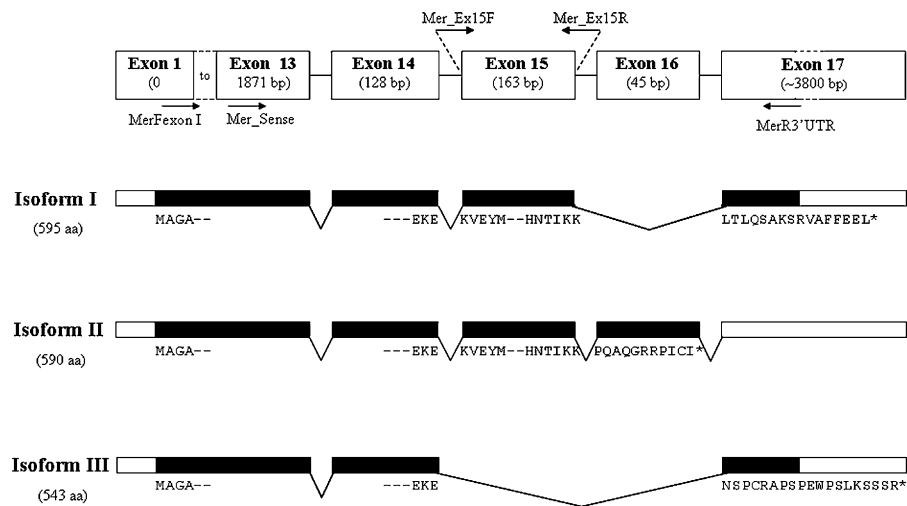 Mer_Ex15F Mer_Ex15R
Exon 1 to Exon 13 Exon 14 Exon 15 Exon 16 Exon 17
(0 1871 bp) (128 bp) (163 bp) (45 bp) (~3800 bp)
MerFexon I Mer_Sense MerR3'UTR
Isoform I
(595 aa)
MAGA-- ---EKE KVEYM--HNTIKK LTLQSAKSRVAFFEEL*
Isoform II
(590 aa)
MAGA-- ---EKE KVEYM--HNTIKK PQAQGRRPICI*
Isoform III
(543 aa)
MAGA-- ---EKE NSPCRAPSPEWPSLKSSSR*